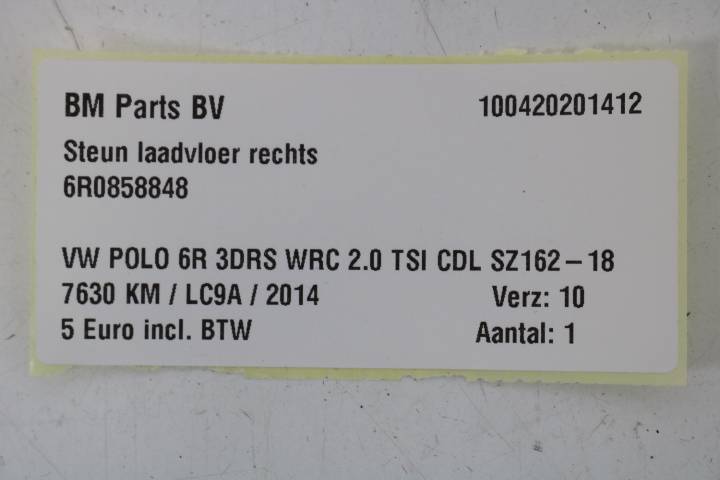 BM Parts BV 100420201412
Steun laadvloer rechts
6R0858848
VW POLO 6R 3DRS WRC 2.0 TSI CDL SZ162-18
7630 KM / LC9A / 2014 Verz: 10
5 Euro incl. BTW Aantal: 1